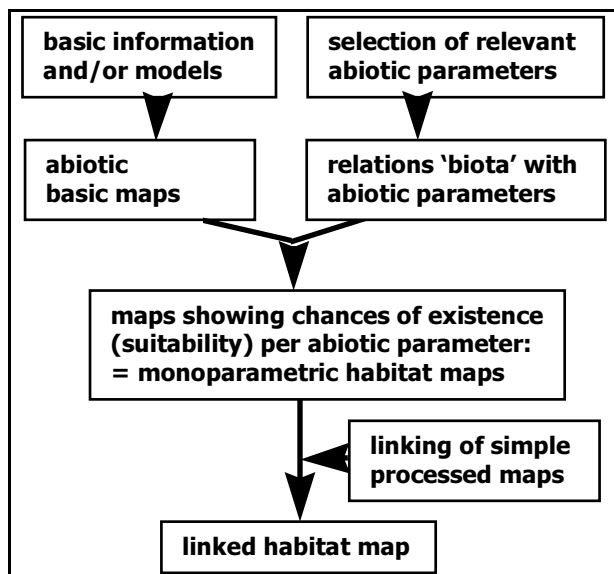 basic information
and/or models
selection of relevant
abiotic parameters
abiotic
basic maps
relations ‘biota’ with
abiotic parameters
maps showing chances of existence
(suitability) per abiotic parameter:
= monoparametric habitat maps
linking of simple
processed maps
linked habitat map